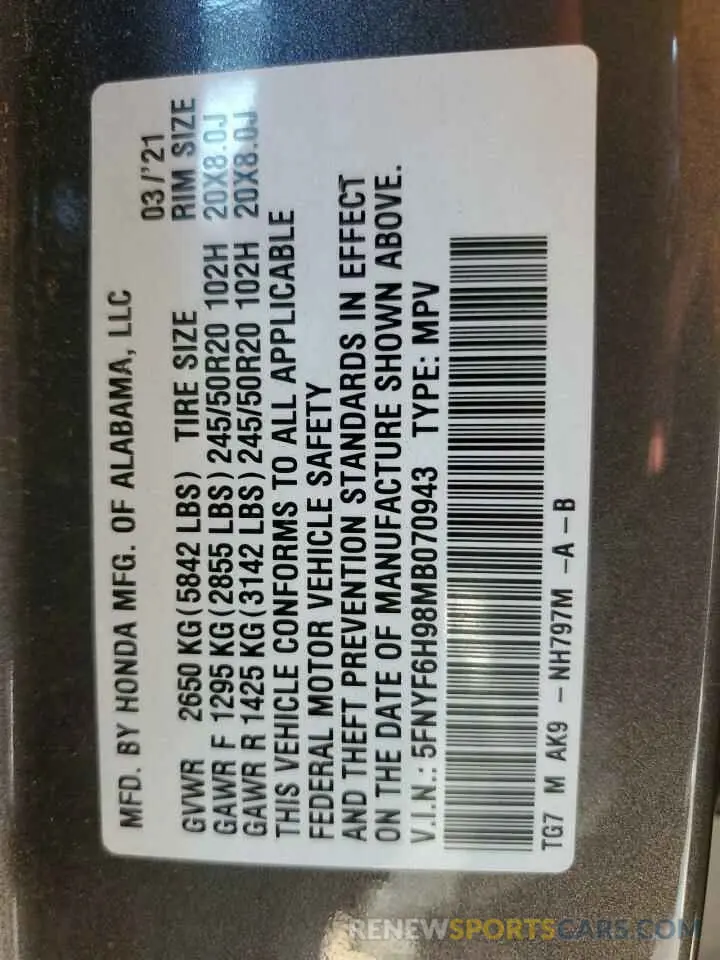 MFD. BY HONDA MFG. OF ALABAMA, LLC
03/'21
GVWR 2650 KG(5842 LBS) TIRE SIZE RIM SIZE
GAWR F 1295 KG(2855 LBS) 245/50R20 102H 20X8.0J
GAWR R 1425 KG(3142 LBS) 245/50R20 102H 20X8.0J
THIS VEHICLE CONFORMS TO ALL APPLICABLE
FEDERAL MOTOR VEHICLE SAFETY
AND THEFT PREVENTION STANDARDS IN EFFECT
ON THE DATE OF MANUFACTURE SHOWN ABOVE.
V.I.N.: 5FNYF6H98MB070943 TYPE: MPV
TG7 M AK9 -NH797M -A-B
RENEWSPORTSCARS.COM